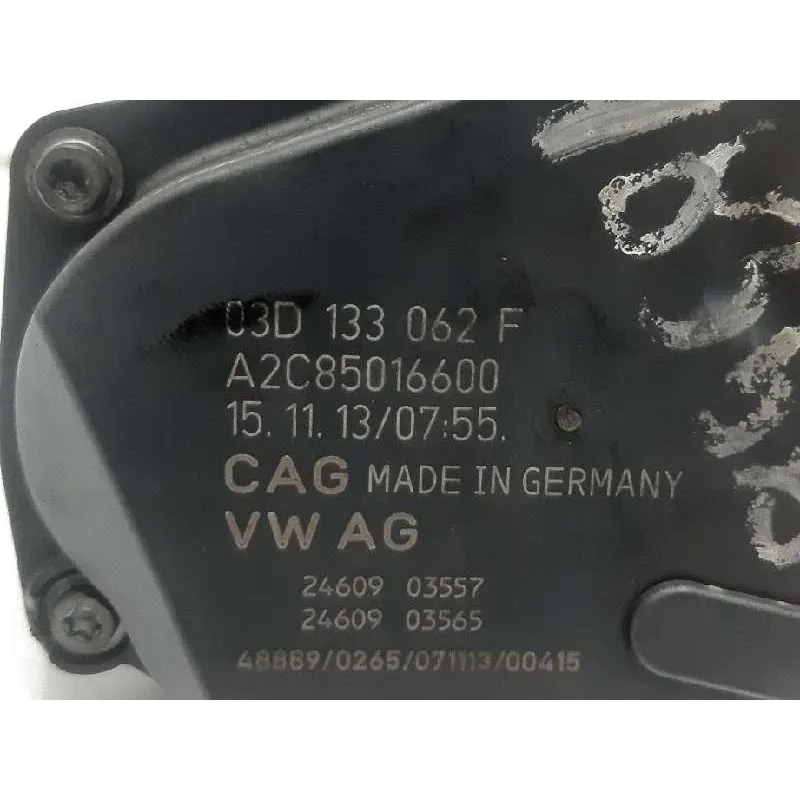 03D 133 062 F
A2C85016600
15. 11. 13/07:55.
CAG MADE IN GERMANY
VW AG
24609 03557
24609 03565
48889/0265/071113/00415